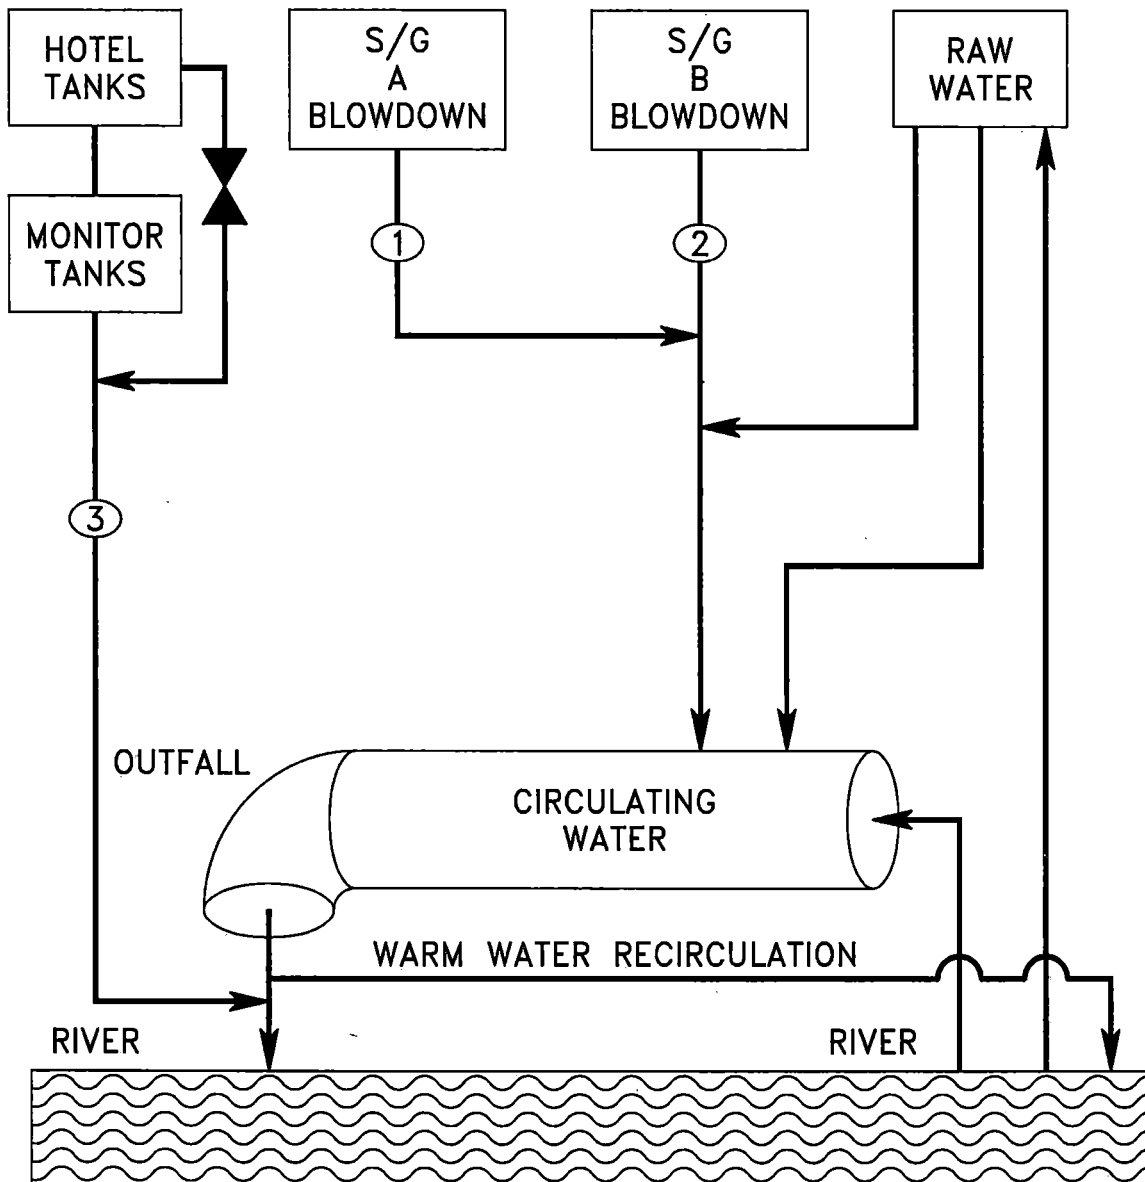 HOTEL
TANKS
S/G
A
BLOWDOWN
S/G
B
BLOWDOWN
RAW
WATER
MONITOR
TANKS
1
2
3
OUTFALL
CIRCULATING
WATER
WARM WATER RECIRCULATION
RIVER
RIVER